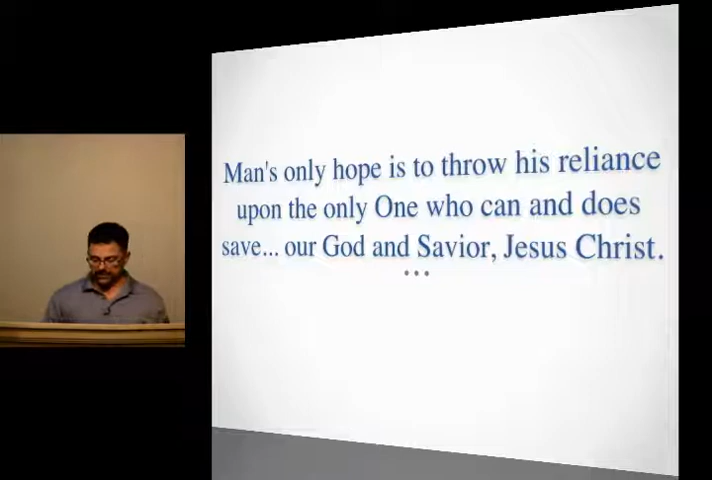 Man's only hope is to throw his reliance
upon the only One who can and does
save... our God and Savior, Jesus Christ.
...